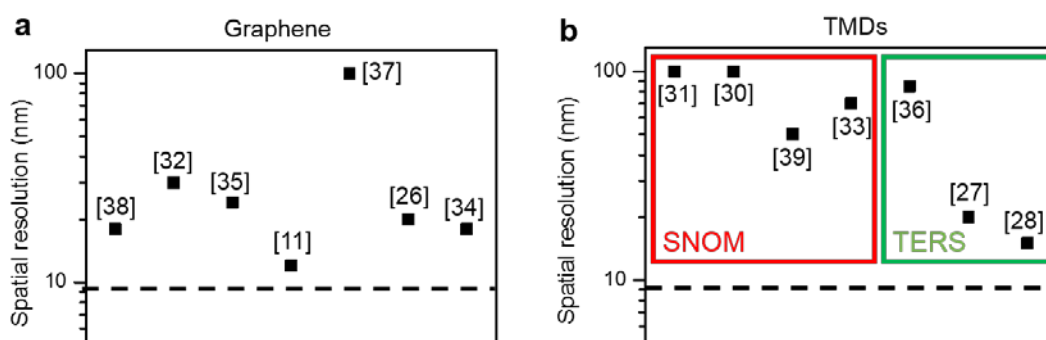 a
Graphene
Spatial resolution (nm)
100
10
[38]
[32]
[35]
[11]
[37]
[26]
[34]
b
TMDs
Spatial resolution (nm)
100
10
[31]
[30]
[39]
[33]
[36]
[27]
[28]
SNOM
TERS